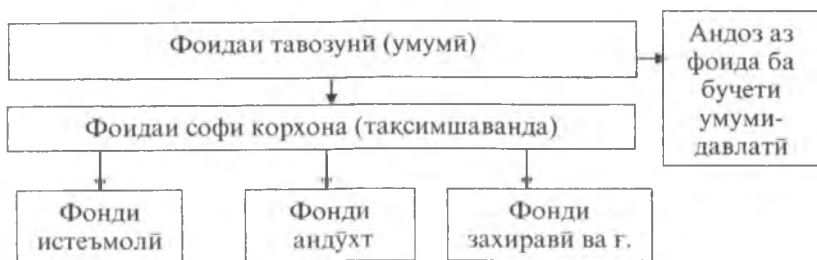 Фоидаи тавозунӣ (умумӣ)
Андоз аз
фоида ба
бучети
умуми-
давлатӣ
Фоидаи софи корхона (тақсимшаванда)
Фонди
истеъмолӣ
Фонди
андӯхт
Фонди
захиравӣ ва ғ.